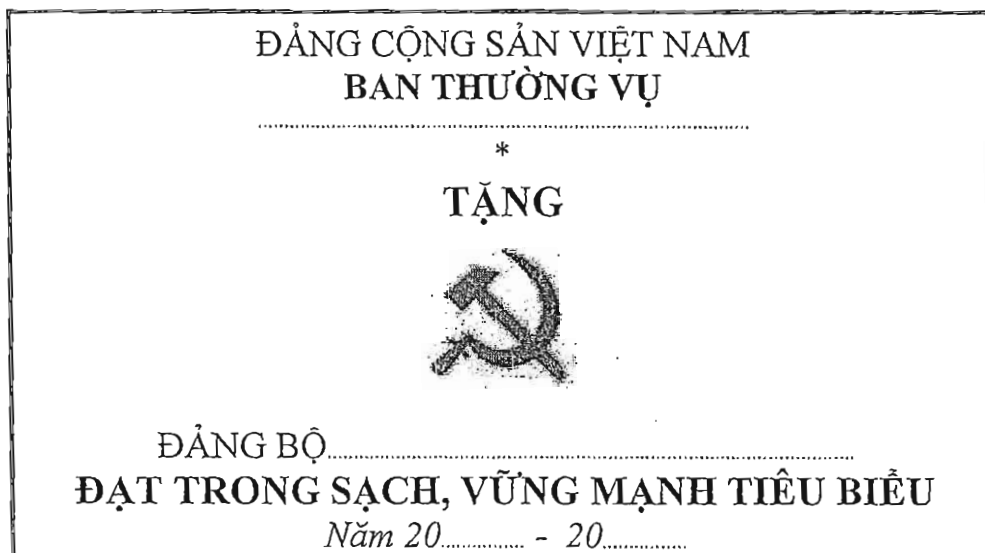 ĐẢNG CỘNG SẢN VIỆT NAM
BAN THƯỜNG VỤ
................................................................
*
TẶNG
ĐẢNG BỘ................................................................
ĐẠT TRONG SẠCH, VỮNG MẠNH TIÊU BIỂU
Năm 20............ - 20............